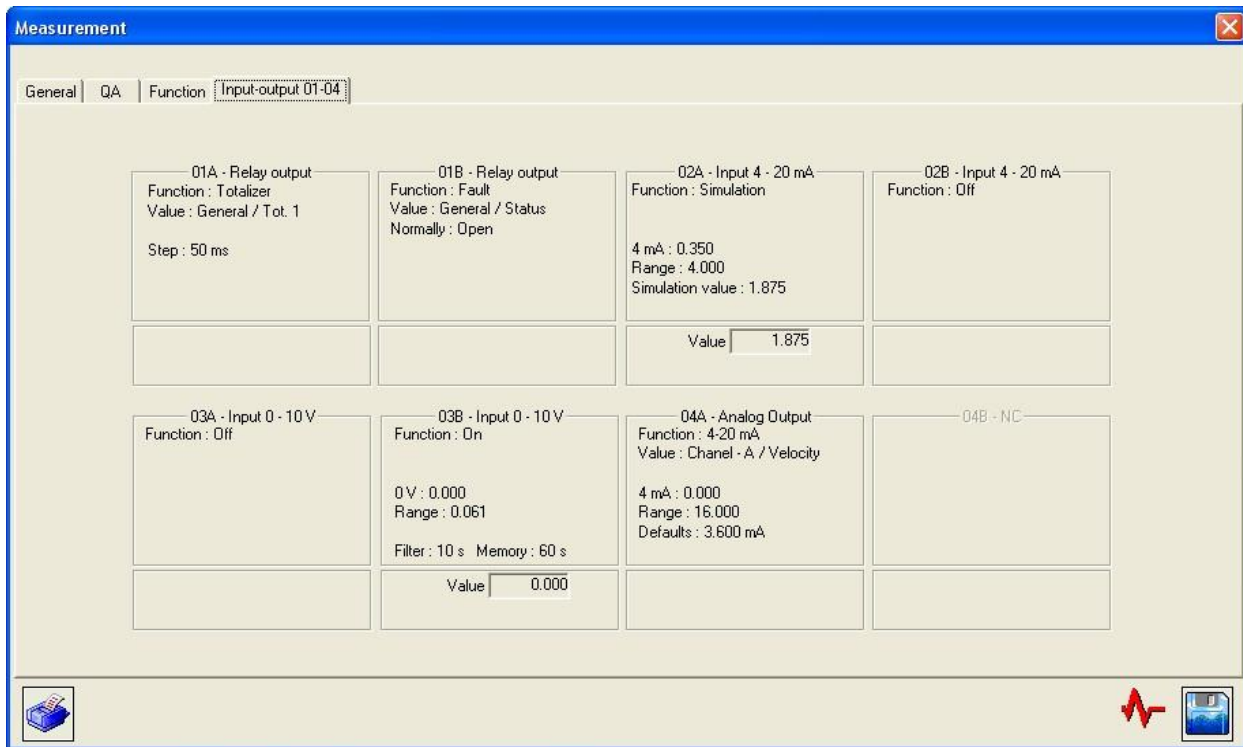 Measurement
General
QA
Function
Input-output 01-04
01A - Relay output
Function : Totalizer
Value : General / Tot. 1
Step : 50 ms
01B - Relay output
Function : Fault
Value : General / Status
Normally : Open
02A - Input 4 - 20 mA
Function : Simulation
4 mA : 0.350
Range : 4.000
Simulation value : 1.875
Value 1.875
02B - Input 4 - 20 mA
Function : Off
03A - Input 0 - 10 V
Function : Off
03B - Input 0 - 10 V
Function : On
0 V : 0.000
Range : 0.061
Filter : 10 s Memory : 60 s
Value 0.000
04A - Analog Output
Function : 4-20 mA
Value : Chanel - A / Velocity
4 mA : 0.000
Range : 16.000
Defaults : 3.600 mA
04B - NC